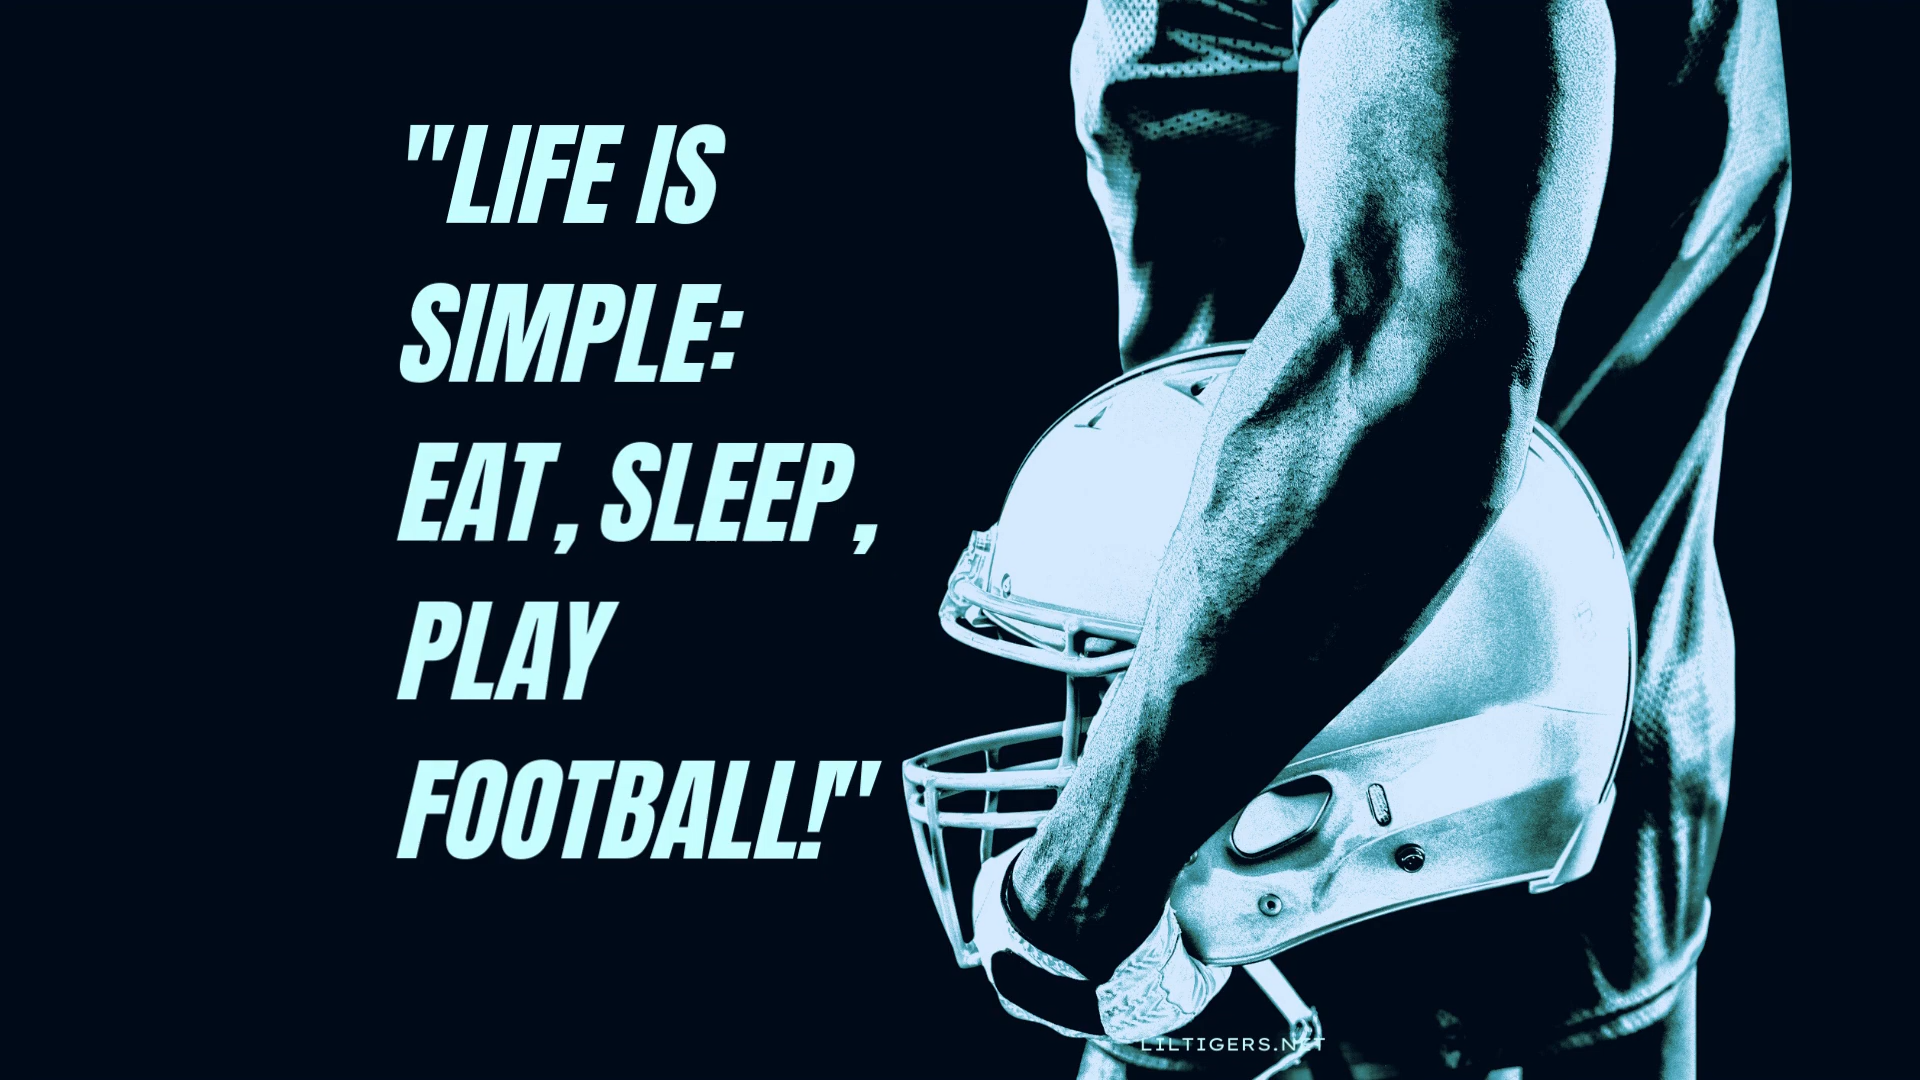 "LIFE IS
SIMPLE:
EAT, SLEEP,
PLAY
FOOTBALL!"
LILTIGERS.NET